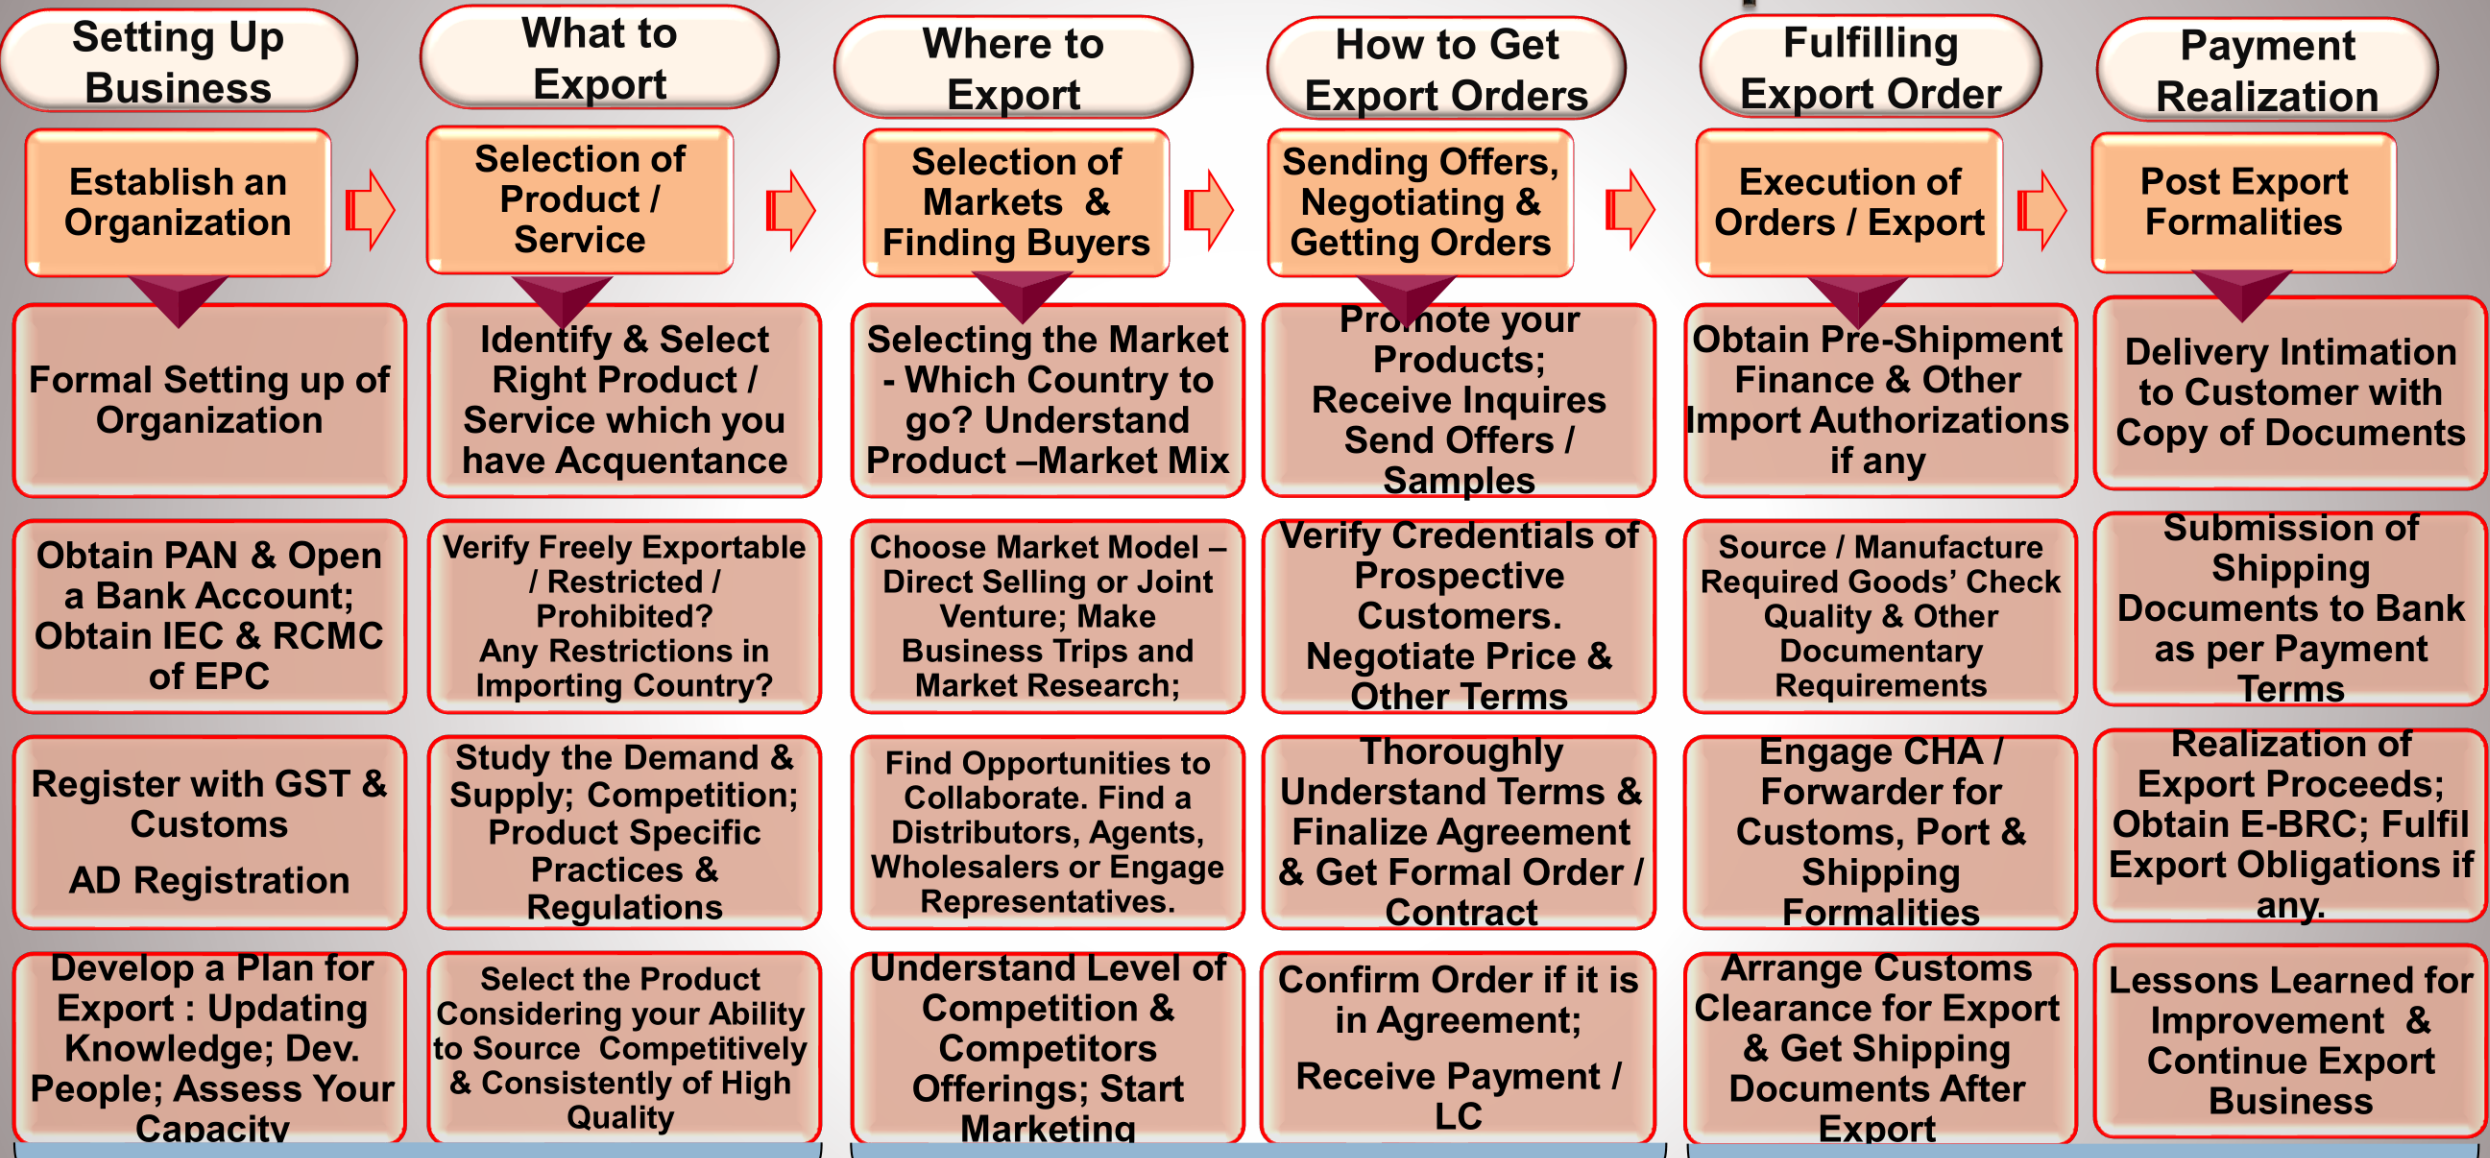 Setting Up
Business
What to
Export
Where to
Export
How to Get
Export Orders
Fulfilling
Export Order
Payment
Realization
Establish an
Organization
Selection of
Product /
Service
Selection of
Markets  &
Finding Buyers
Sending Offers,
Negotiating &
Getting Orders
Execution of
Orders / Export
Post Export
Formalities
Formal Setting up of
Organization
Identify & Select
Right Product /
Service which you
have Acquentance
Selecting the Market
- Which Country to
go? Understand
Product –Market Mix
Promote your
Products;
Receive Inquires
Send Offers /
Samples
Obtain Pre-Shipment
Finance & Other
Import Authorizations
if any
Delivery Intimation
to Customer with
Copy of Documents
Obtain PAN & Open
a Bank Account;
Obtain IEC & RCMC
of EPC
Verify Freely Exportable
/ Restricted /
Prohibited?
Any Restrictions in
Importing Country?
Choose Market Model –
Direct Selling or Joint
Venture; Make
Business Trips and
Market Research;
Verify Credentials of
Prospective
Customers.
Negotiate Price &
Other Terms
Source / Manufacture
Required Goods’ Check
Quality & Other
Documentary
Requirements
Submission of
Shipping
Documents to Bank
as per Payment
Terms
Register with GST &
Customs
AD Registration
Study the Demand &
Supply; Competition;
Product Specific
Practices &
Regulations
Find Opportunities to
Collaborate. Find a
Distributors, Agents,
Wholesalers or Engage
Representatives.
Thoroughly
Understand Terms &
Finalize Agreement
& Get Formal Order /
Contract
Engage CHA /
Forwarder for
Customs, Port &
Shipping
Formalities
Realization of
Export Proceeds;
Obtain E-BRC; Fulfil
Export Obligations if
any.
Develop a Plan for
Export : Updating
Knowledge; Dev.
People; Assess Your
Capacity
Select the Product
Considering your Ability
to Source  Competitively
& Consistently of High
Quality
Understand Level of
Competition &
Competitors
Offerings; Start
Marketing
Confirm Order if it is
in Agreement;
Receive Payment /
LC
Arrange Customs
Clearance for Export
& Get Shipping
Documents After
Export
Lessons Learned for
Improvement  &
Continue Export
Business